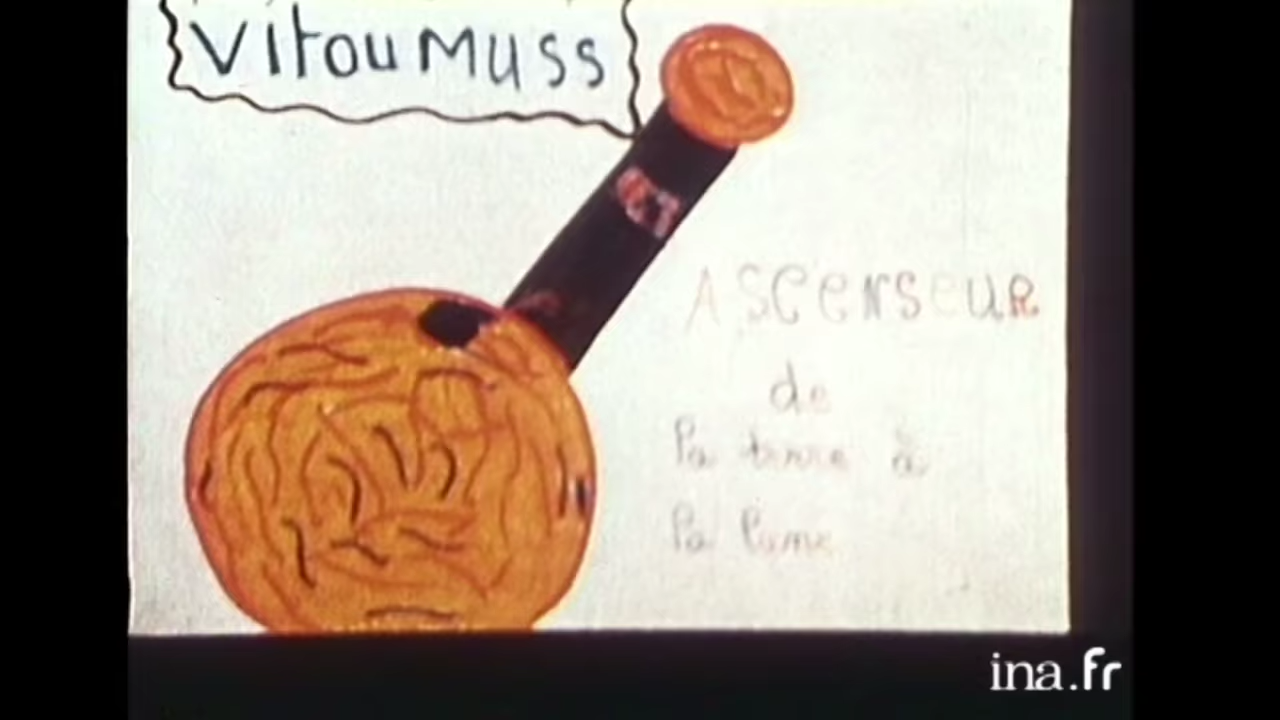 VitouMUSS
ASCENSEUR
de
la terre à
la lune
ina.fr